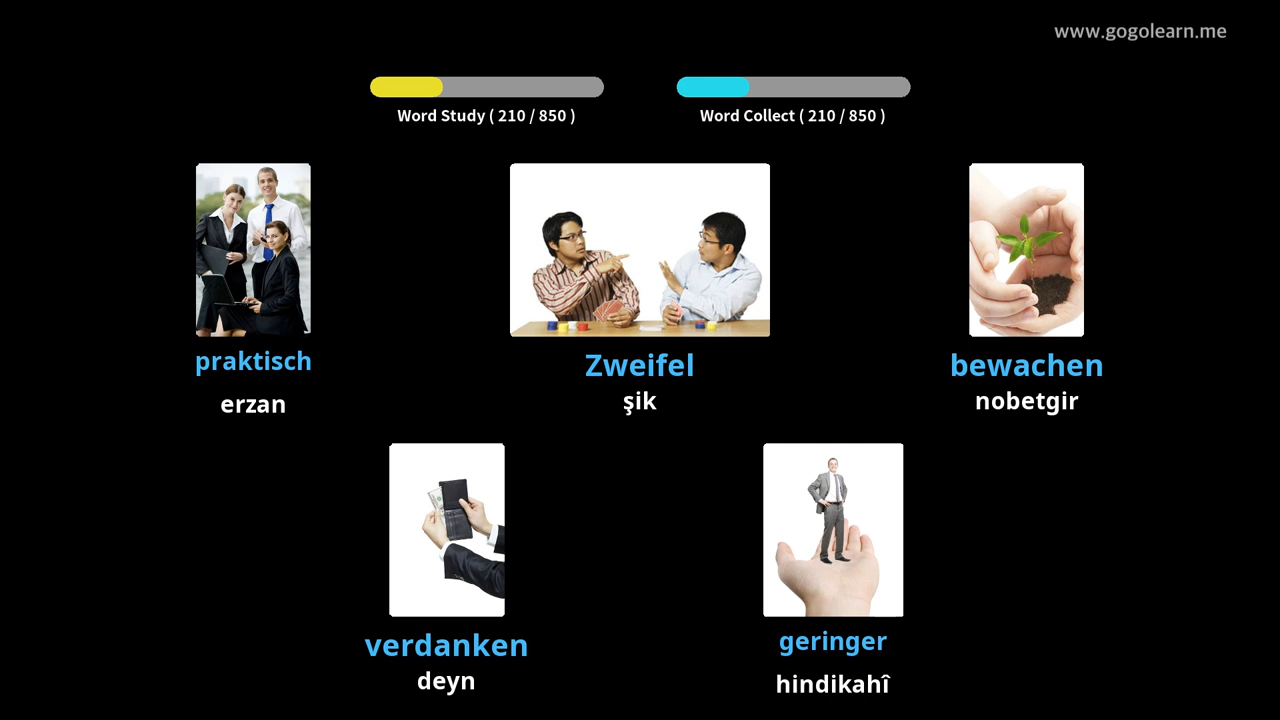 www.gogolearn.me
Word Study ( 210 / 850 )
Word Collect ( 210 / 850 )
praktisch
erzan
Zweifel
şik
bewachen
nobetgir
verdanken
deyn
geringer
hindikahî